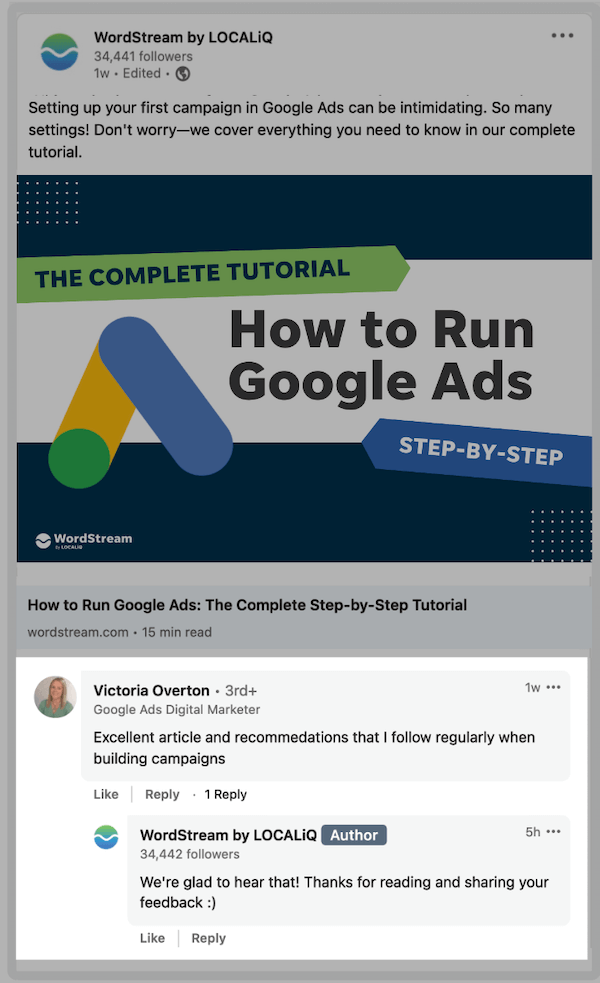 WordStream by LOCALiQ
34,441 followers
1w • Edited •
Setting up your first campaign in Google Ads can be intimidating. So many
settings! Don't worry—we cover everything you need to know in our complete
tutorial.
THE COMPLETE TUTORIAL
How to Run
Google Ads
STEP-BY-STEP
WordStream
by LOCALiQ
How to Run Google Ads: The Complete Step-by-Step Tutorial
wordstream.com • 15 min read
Victoria Overton • 3rd+
1w
Google Ads Digital Marketer
Excellent article and recommedations that I follow regularly when
building campaigns
Like | Reply · 1 Reply
WordStream by LOCALiQ Author
5h
34,442 followers
We're glad to hear that! Thanks for reading and sharing your
feedback :)
Like | Reply